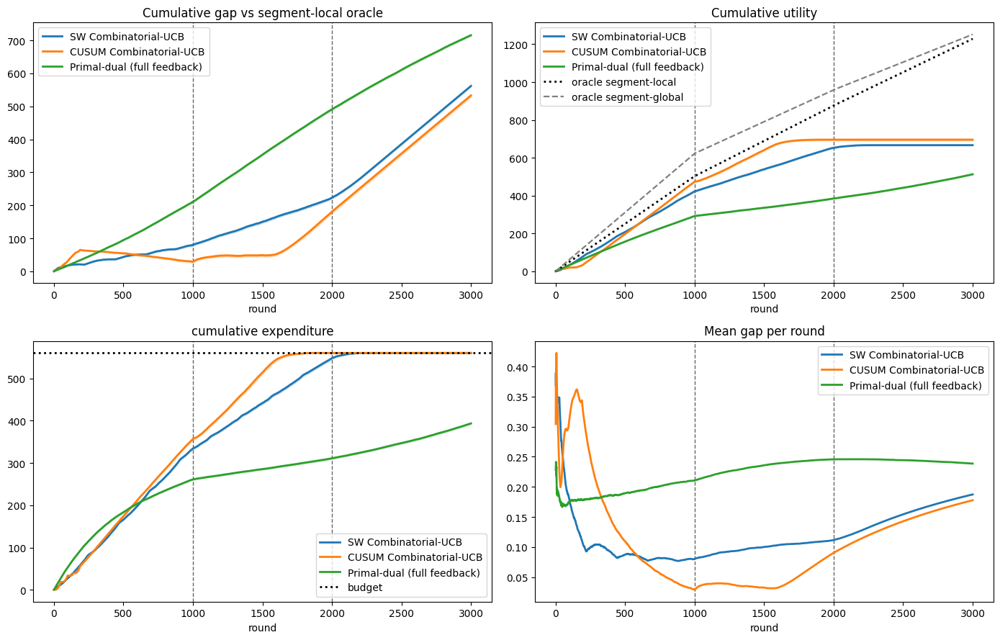 Cumulative gap vs segment-local oracle
SW Combinatorial-UCB
CUSUM Combinatorial-UCB
Primal-dual (full feedback)
700
600
500
400
300
200
100
0
0 500 1000 1500 2000 2500 3000
round
Cumulative utility
SW Combinatorial-UCB
CUSUM Combinatorial-UCB
Primal-dual (full feedback)
oracle segment-local
oracle segment-global
1200
1000
800
600
400
200
0
0 500 1000 1500 2000 2500 3000
round
cumulative expenditure
500
400
300
200
100
0
SW Combinatorial-UCB
CUSUM Combinatorial-UCB
Primal-dual (full feedback)
budget
0 500 1000 1500 2000 2500 3000
round
Mean gap per round
SW Combinatorial-UCB
CUSUM Combinatorial-UCB
Primal-dual (full feedback)
0.40
0.35
0.30
0.25
0.20
0.15
0.10
0.05
0 500 1000 1500 2000 2500 3000
round